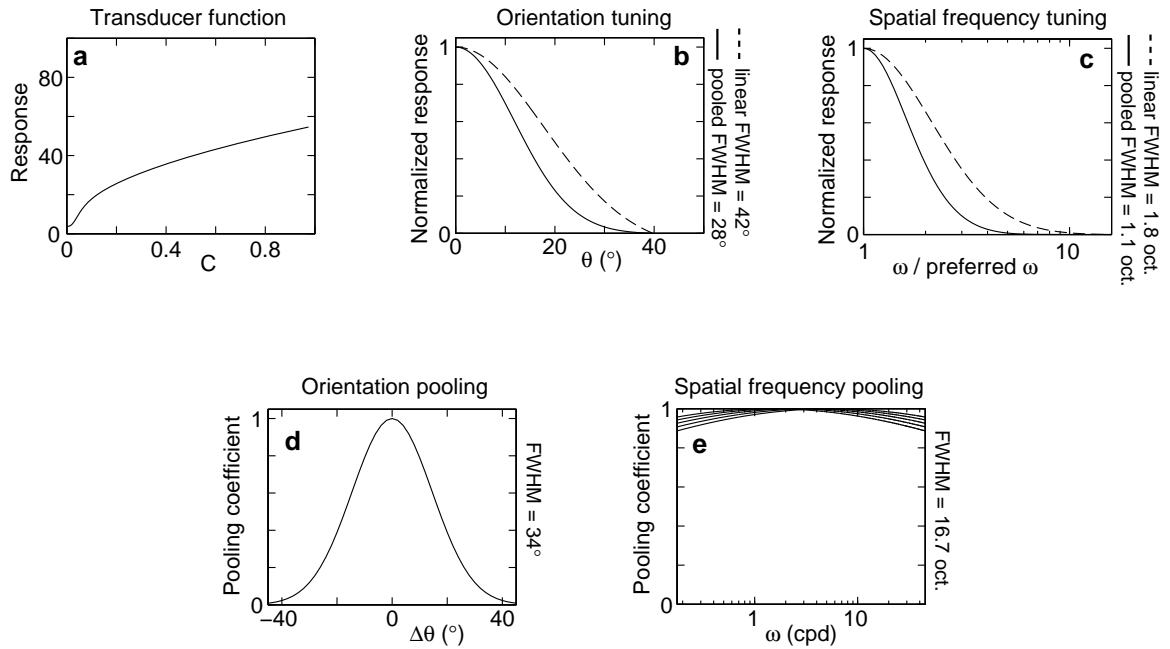 Transducer function
a
Response
80
40
0
0
0.4
0.8
C
Orientation tuning
b
Normalized response
1
0
0
20
40
θ (°)
linear FWHM = 42°
pooled FWHM = 28°
Spatial frequency tuning
c
Normalized response
1
0
1
10
ω / preferred ω
linear FWHM = 1.8 oct.
pooled FWHM = 1.1 oct.
Orientation pooling
d
Pooling coefficient
1
0
−40
0
40
Δθ (°)
FWHM = 34°
Spatial frequency pooling
e
Pooling coefficient
1
0
1
10
ω (cpd)
FWHM = 16.7 oct.